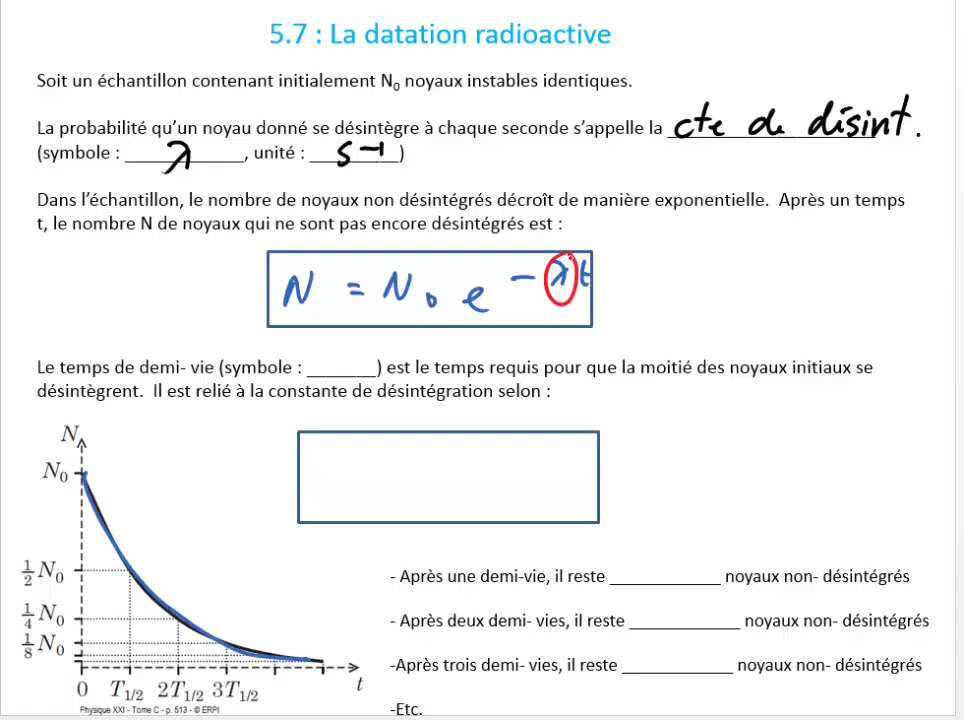 5.7 : La datation radioactive
Soit un échantillon contenant initialement N₀ noyaux instables identiques.
La probabilité qu'un noyau donné se désintègre à chaque seconde s'appelle la cte de désint.
(symbole : λ, unité : s⁻¹)
Dans l'échantillon, le nombre de noyaux non désintégrés décroît de manière exponentielle. Après un temps
t, le nombre N de noyaux qui ne sont pas encore désintégrés est :
N = N₀ e^(-λt)
Le temps de demi- vie (symbole : _______) est le temps requis pour que la moitié des noyaux initiaux se
désintègrent. Il est relié à la constante de désintégration selon :
N
N₀
1/2 N₀
1/4 N₀
1/8 N₀
0 T₁/₂ 2T₁/₂ 3T₁/₂ t
Physique XXI - Tome C - p. 513 - © ERPI
- Après une demi-vie, il reste ____________ noyaux non- désintégrés
- Après deux demi- vies, il reste ____________ noyaux non- désintégrés
-Après trois demi- vies, il reste ____________ noyaux non- désintégrés
-Etc.